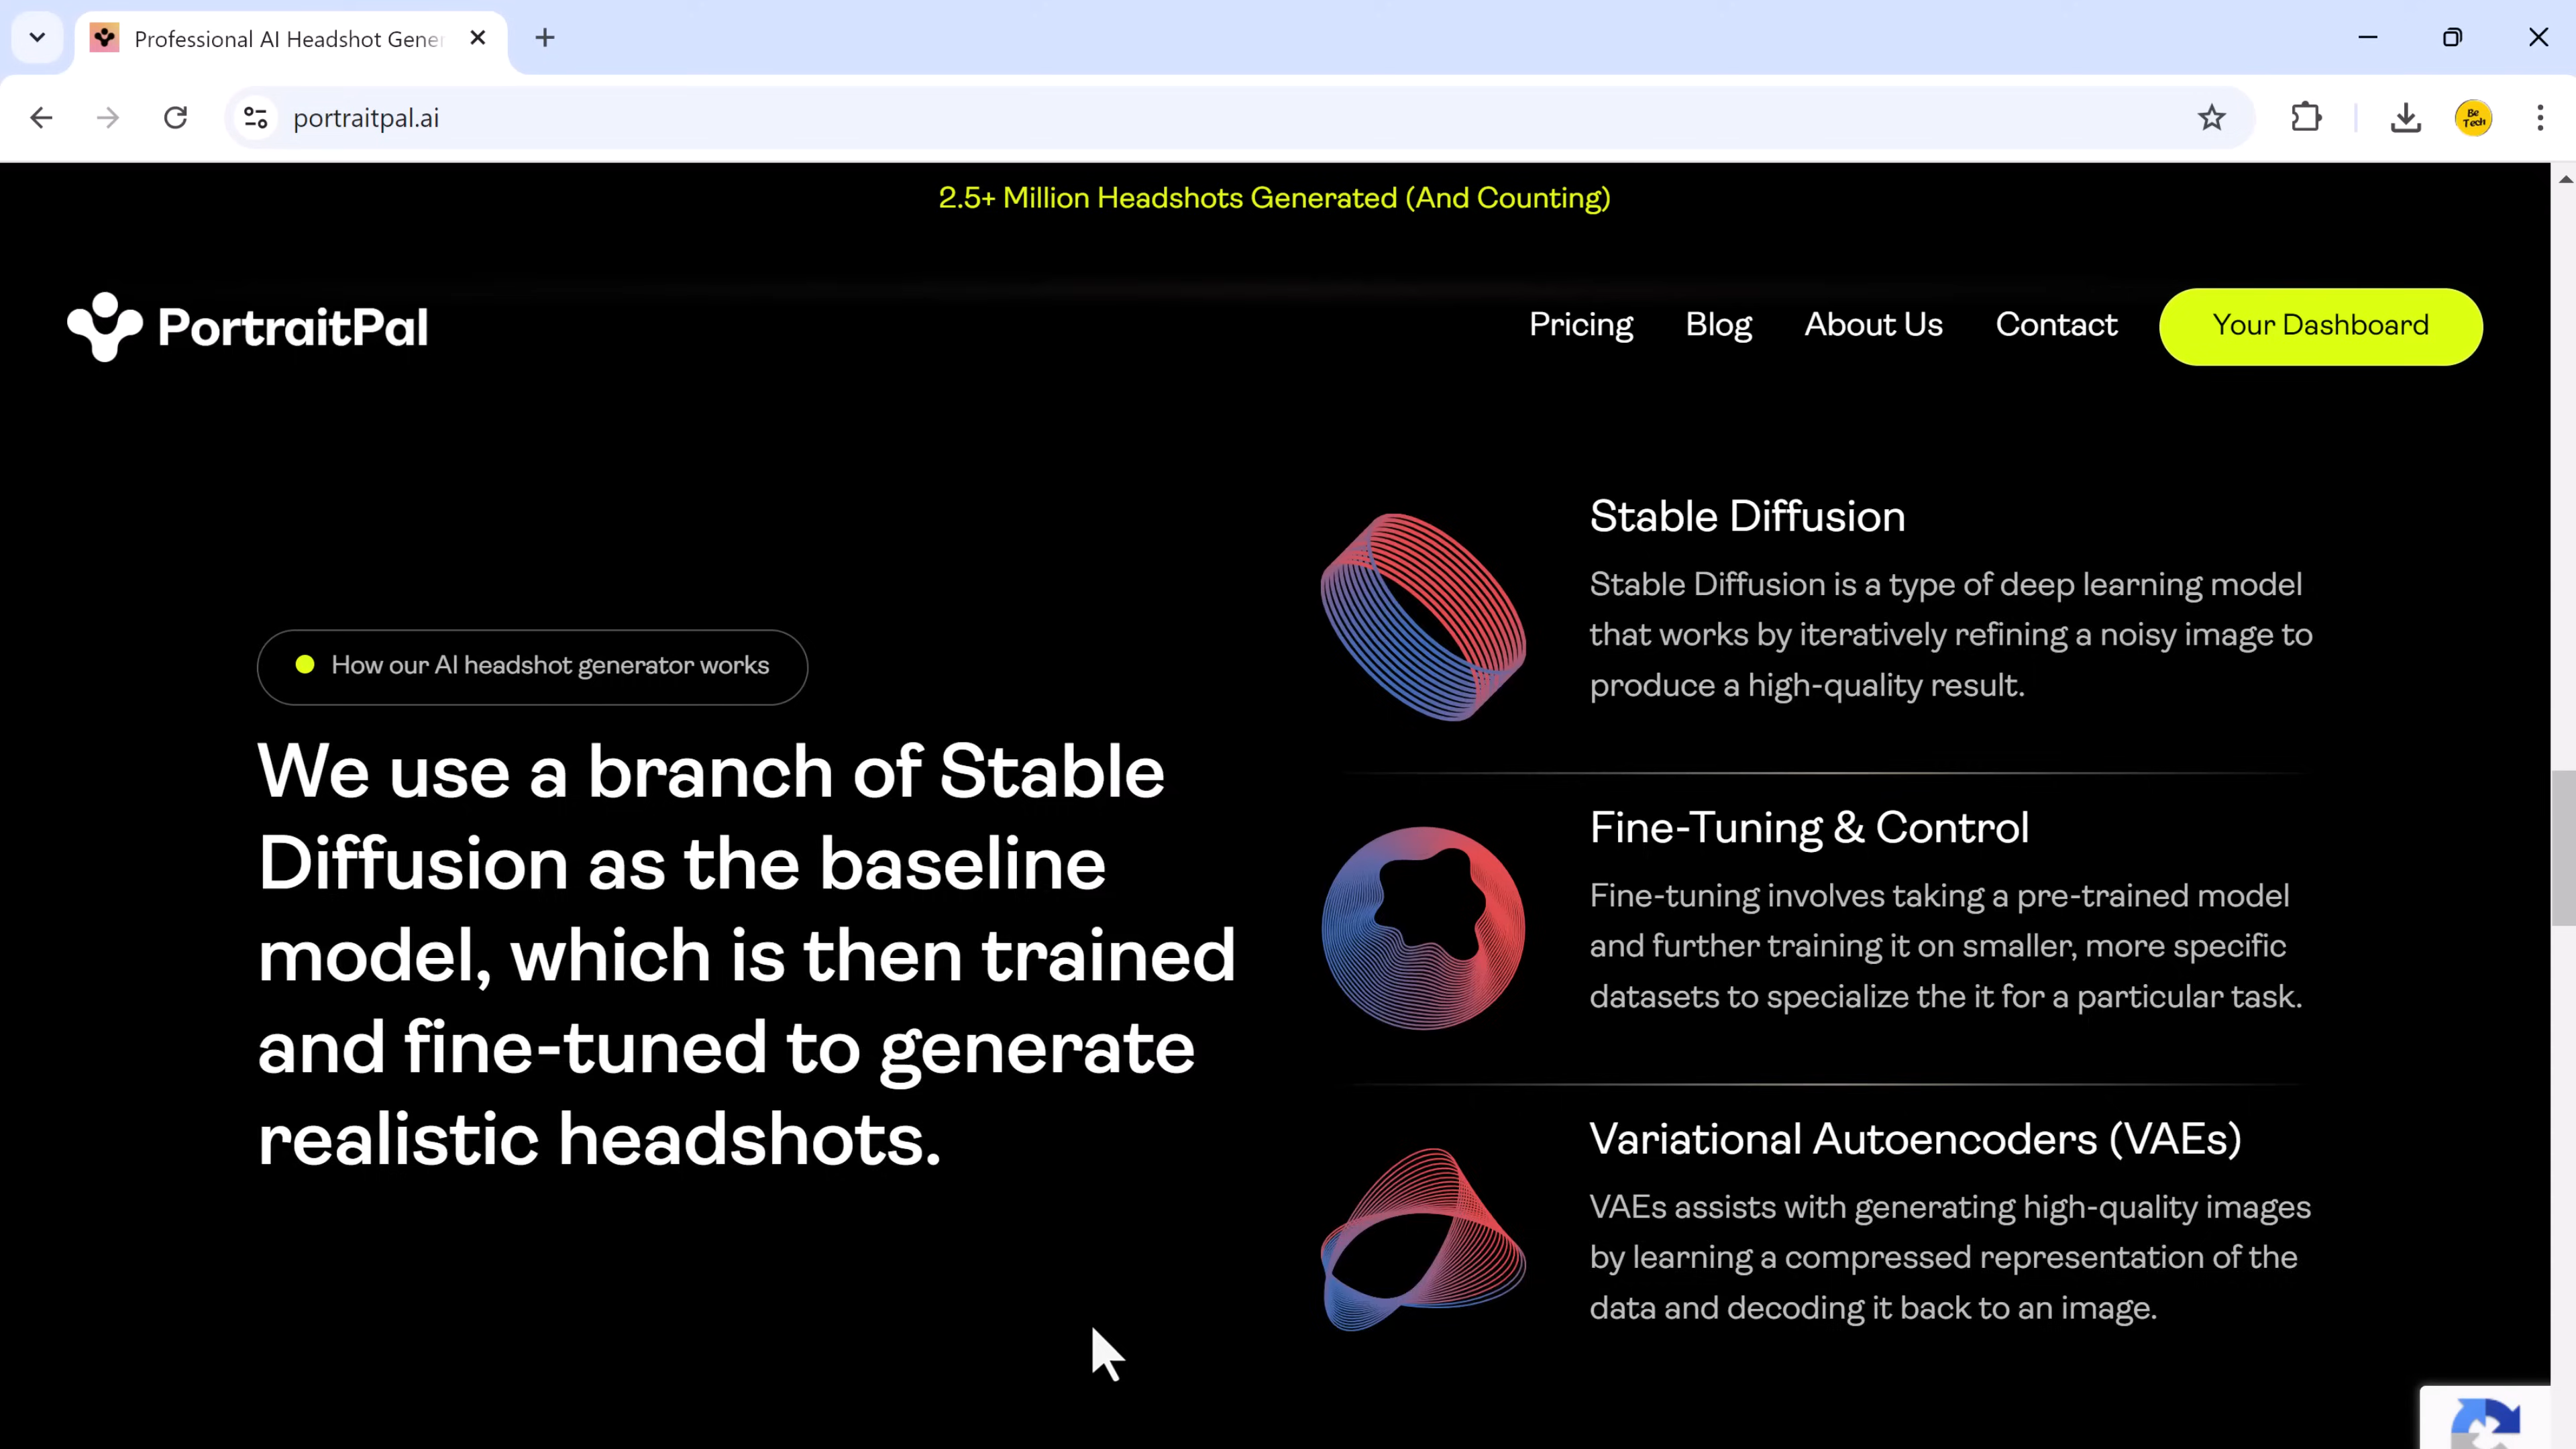 Professional AI Headshot Gener
portraitpal.ai
Be
Tech
2.5+ Million Headshots Generated (And Counting)
PortraitPal
Pricing
Blog
About Us
Contact
Your Dashboard
How our AI headshot generator works
We use a branch of Stable
Diffusion as the baseline
model, which is then trained
and fine-tuned to generate
realistic headshots.
Stable Diffusion
Stable Diffusion is a type of deep learning model
that works by iteratively refining a noisy image to
produce a high-quality result.
Fine-Tuning & Control
Fine-tuning involves taking a pre-trained model
and further training it on smaller, more specific
datasets to specialize the it for a particular task.
Variational Autoencoders (VAEs)
VAEs assists with generating high-quality images
by learning a compressed representation of the
data and decoding it back to an image.